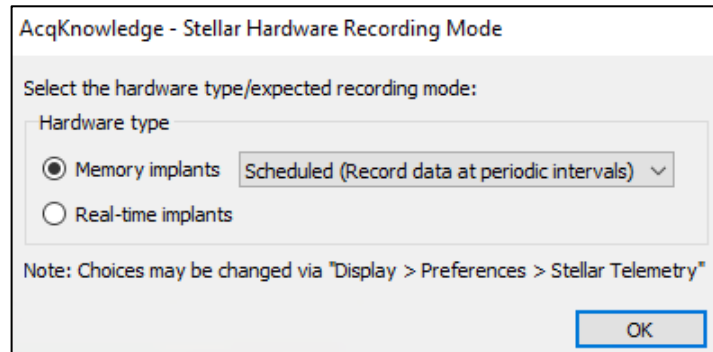 AcqKnowledge - Stellar Hardware Recording Mode
Select the hardware type/expected recording mode:
Hardware type
Memory implants Scheduled (Record data at periodic intervals)
Real-time implants
Note: Choices may be changed via "Display > Preferences > Stellar Telemetry"
OK